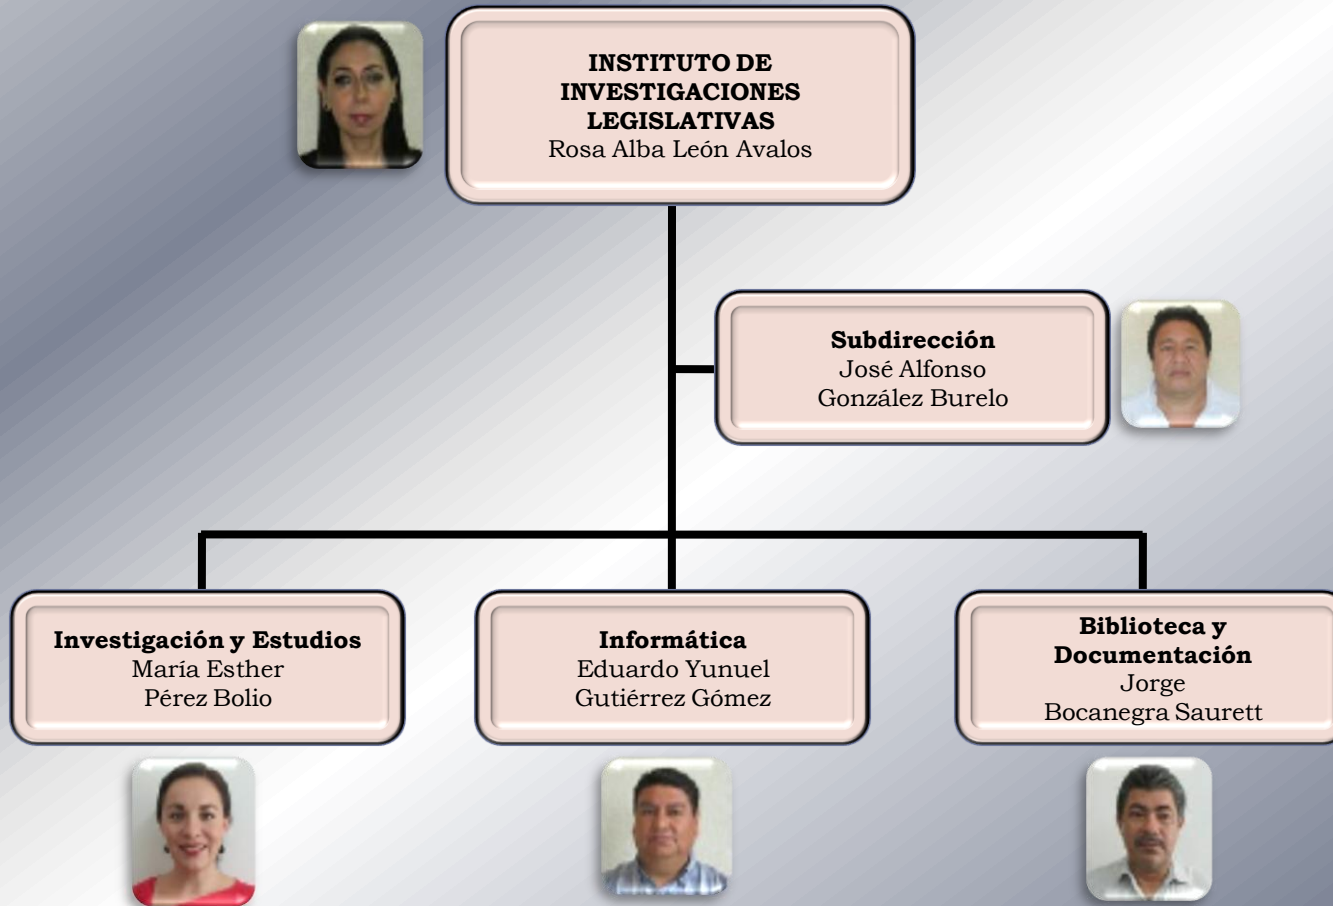 INSTITUTO DE
INVESTIGACIONES
LEGISLATIVAS
Rosa Alba León Avalos
Subdirección
José Alfonso
González Burelo
Investigación y Estudios
María Esther
Pérez Bolio
Informática
Eduardo Yunuel
Gutiérrez Gómez
Biblioteca y
Documentación
Jorge
Bocanegra Saurett